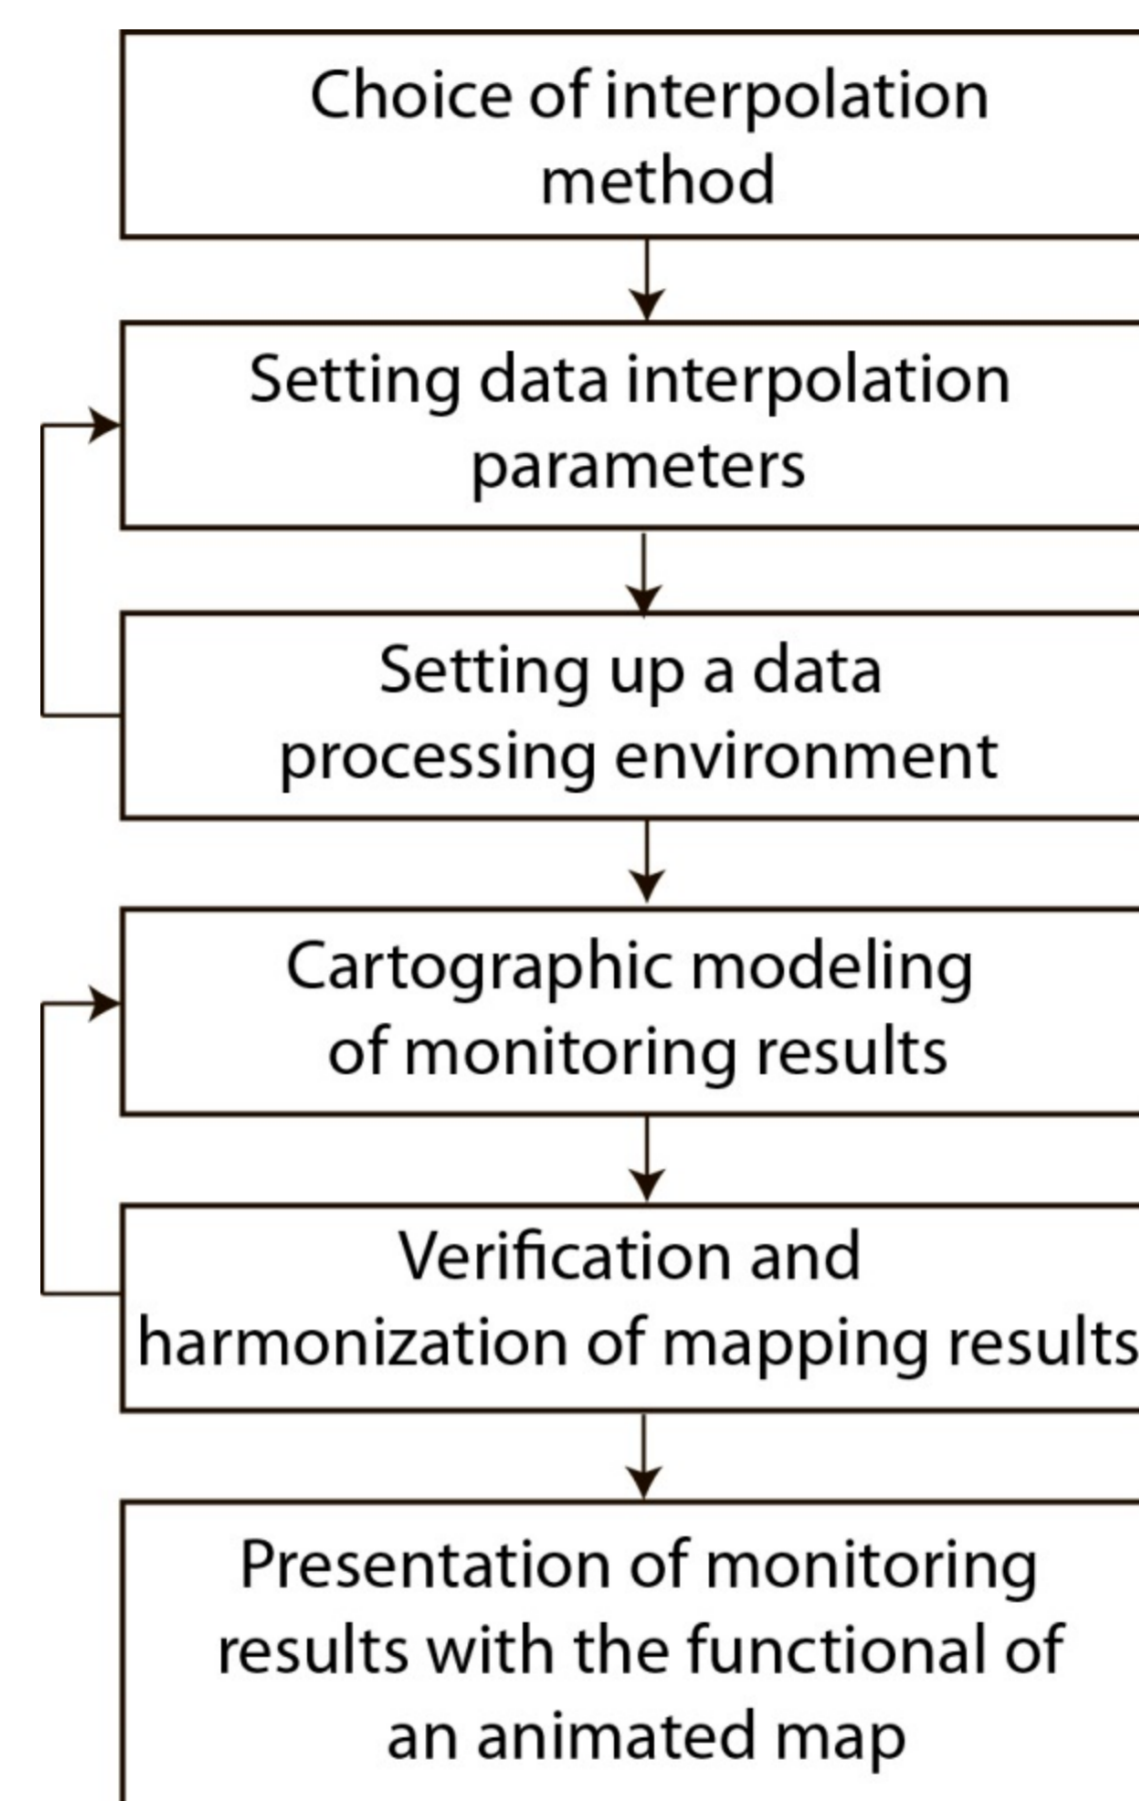 Choice of interpolation
method
Setting data interpolation
parameters
Setting up a data
processing environment
Cartographic modeling
of monitoring results
Verification and
harmonization of mapping results
Presentation of monitoring
results with the functional of
an animated map